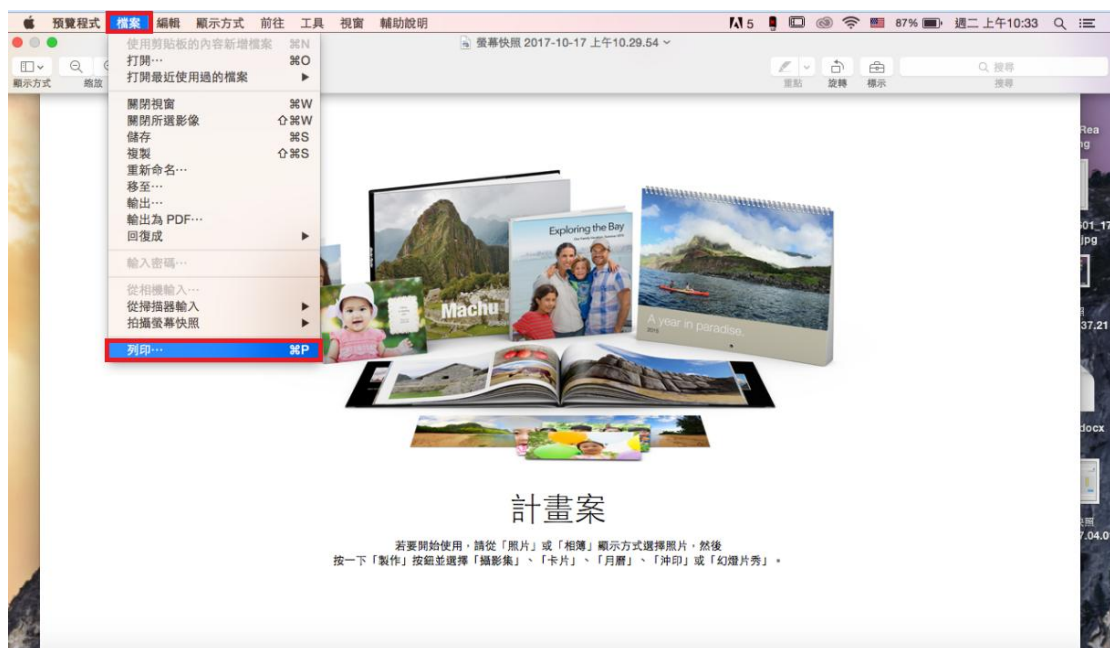 預覽程式 檔案 編輯 顯示方式 前往 工具 視窗 輔助說明 5 87% 週二 上午10:33
螢幕快照 2017-10-17 上午10.29.54
搜尋
顯示方式 縮放 重點 旋轉 標示 搜尋
使用剪貼板的內容新增檔案 ⌘N
打開… ⌘O
打開最近使用過的檔案 ▶
關閉視窗 ⌘W
關閉所選影像 ⇧⌘W
儲存 ⌘S
複製 ⇧⌘S
重新命名…
移至…
輸出…
輸出為 PDF…
回復成 ▶
輸入密碼…
從相機輸入…
從掃描器輸入 ▶
拍攝螢幕快照 ▶
列印… ⌘P
Exploring the Bay
Machu
A year in paradise.
2015
計畫案
若要開始使用，請從「照片」或「相簿」顯示方式選擇照片，然後
按一下「製作」按鈕並選擇「攝影集」、「卡片」、「月曆」、「沖印」或「幻燈片秀」。
Rea
jpg
37.21
docx